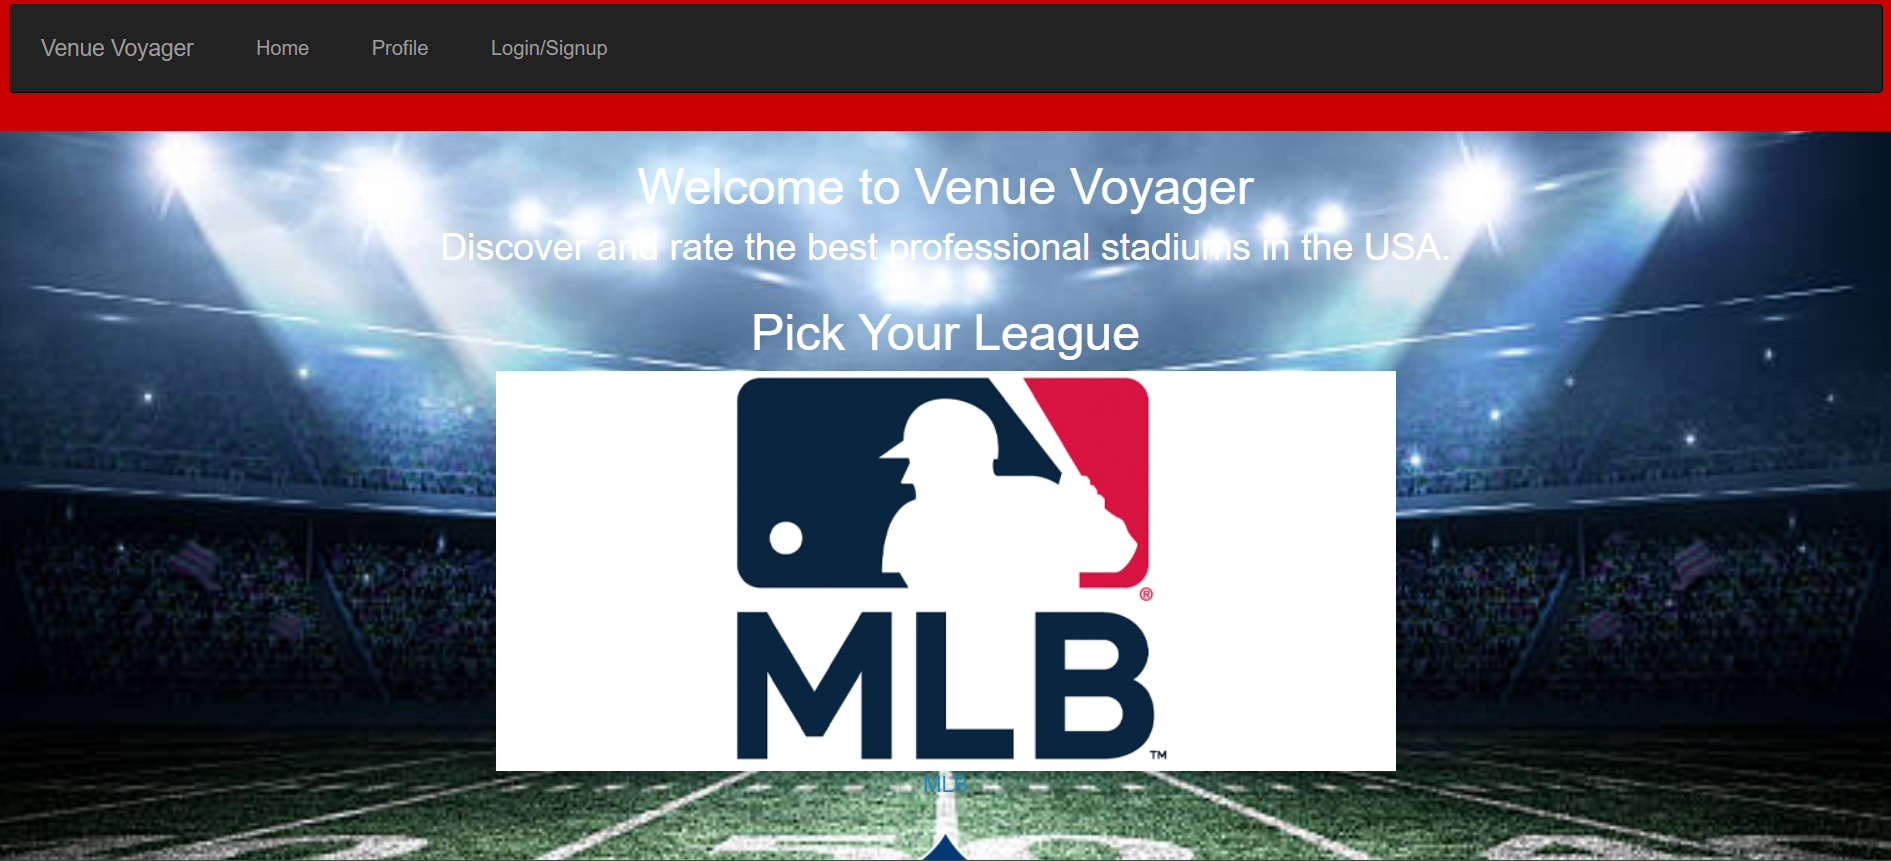 Venue Voyager Home Profile Login/Signup
Welcome to Venue Voyager
Discover and rate the best professional stadiums in the USA.
Pick Your League
®
MLB™
MLB